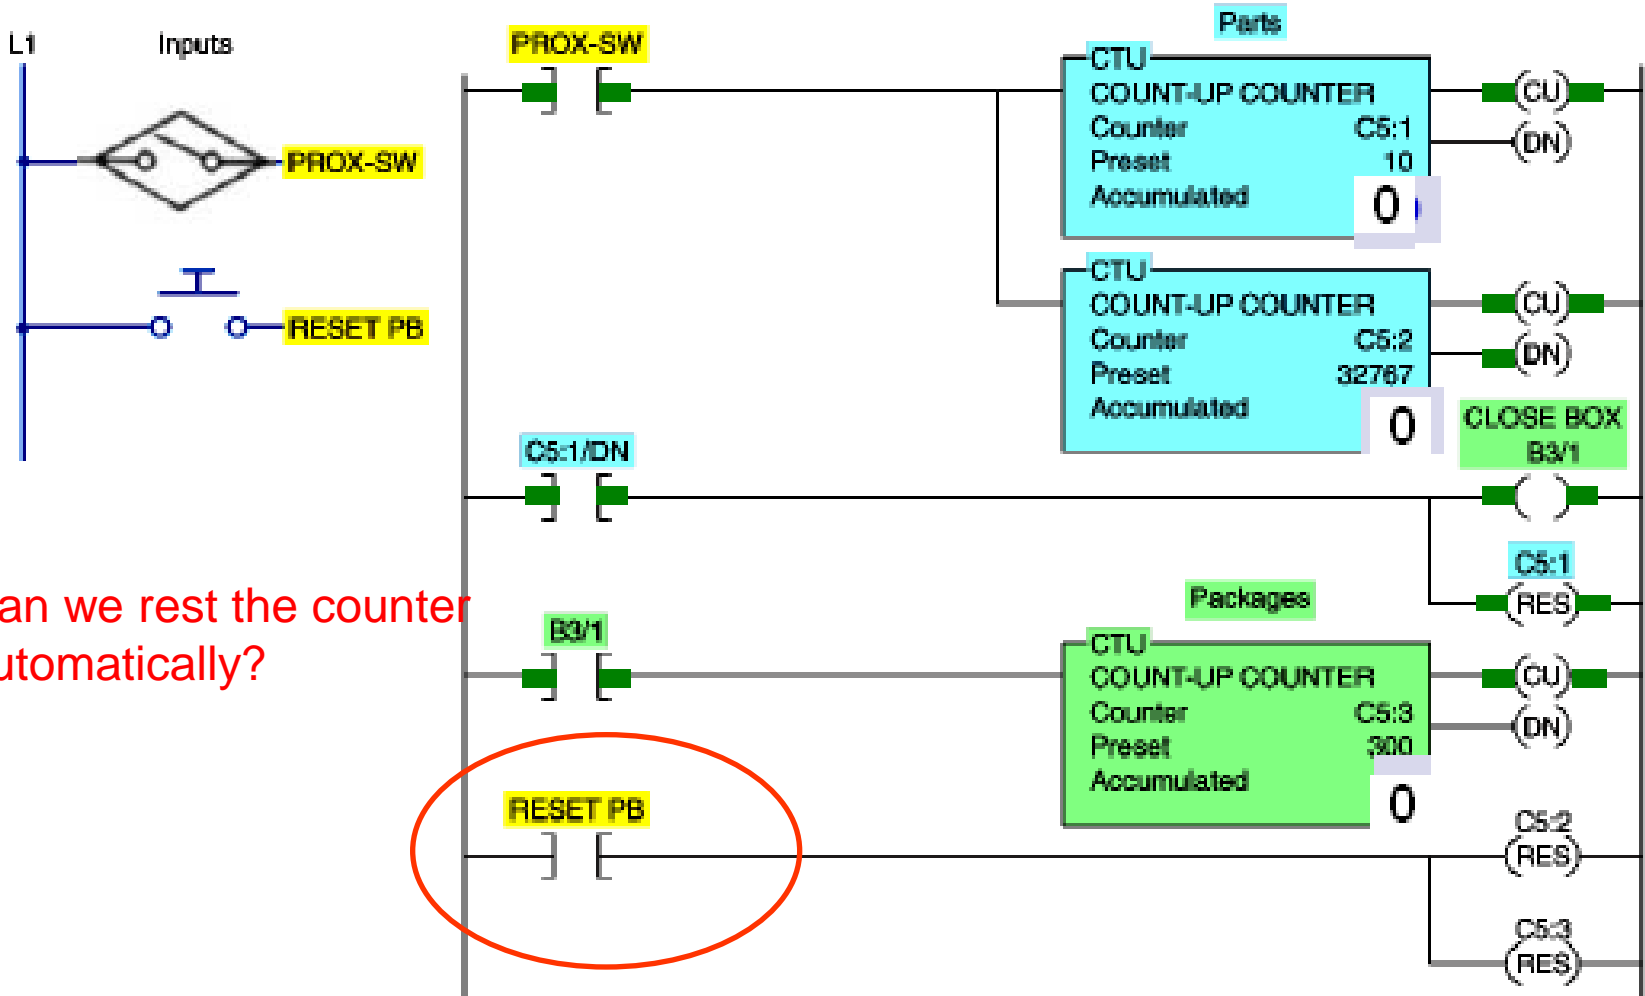 L1
Inputs
PROX-SW
RESET PB
PROX-SW
Parts
CTU
COUNT-UP COUNTER
Counter C5:1
Preset 10
Accumulated 0
(CU)
(DN)
CTU
COUNT-UP COUNTER
Counter C5:2
Preset 32767
Accumulated 0
(CU)
(DN)
C5:1/DN
CLOSE BOX
B3/1
C5:1
(RES)
an we rest the counter
utomatically?
B3/1
Packages
CTU
COUNT-UP COUNTER
Counter C5:3
Preset 300
Accumulated 0
(CU)
(DN)
RESET PB
C5:2
(RES)
C5:3
(RES)